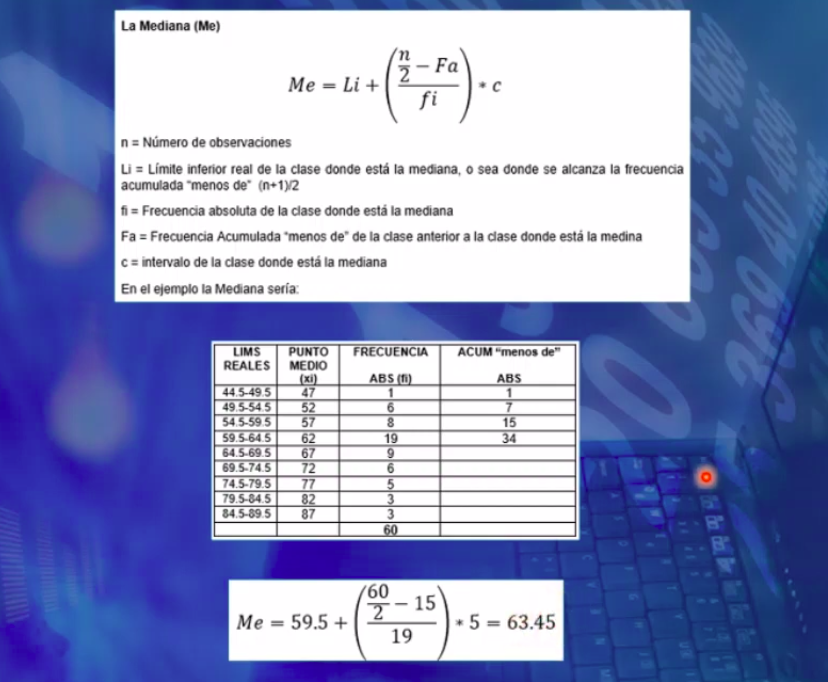 La Mediana (Me)
Me = Li + ((n/2 − Fa)/fi) * c
n = Número de observaciones
Li = Límite inferior real de la clase donde está la mediana, o sea donde se alcanza la frecuencia
acumulada "menos de" (n+1)/2
fi = Frecuencia absoluta de la clase donde está la mediana
Fa = Frecuencia Acumulada "menos de" de la clase anterior a la clase donde está la medina
c = intervalo de la clase donde está la mediana
En el ejemplo la Mediana sería:
LIMS PUNTO FRECUENCIA ACUM "menos de"
REALES MEDIO
(xi) ABS (fi) ABS
44.5-49.5 47 1 1
49.5-54.5 52 6 7
54.5-59.5 57 8 15
59.5-64.5 62 19 34
64.5-69.5 67 9
69.5-74.5 72 6
74.5-79.5 77 5
79.5-84.5 82 3
84.5-89.5 87 3
60
Me = 59.5 + ((60/2 − 15)/19) * 5 = 63.45